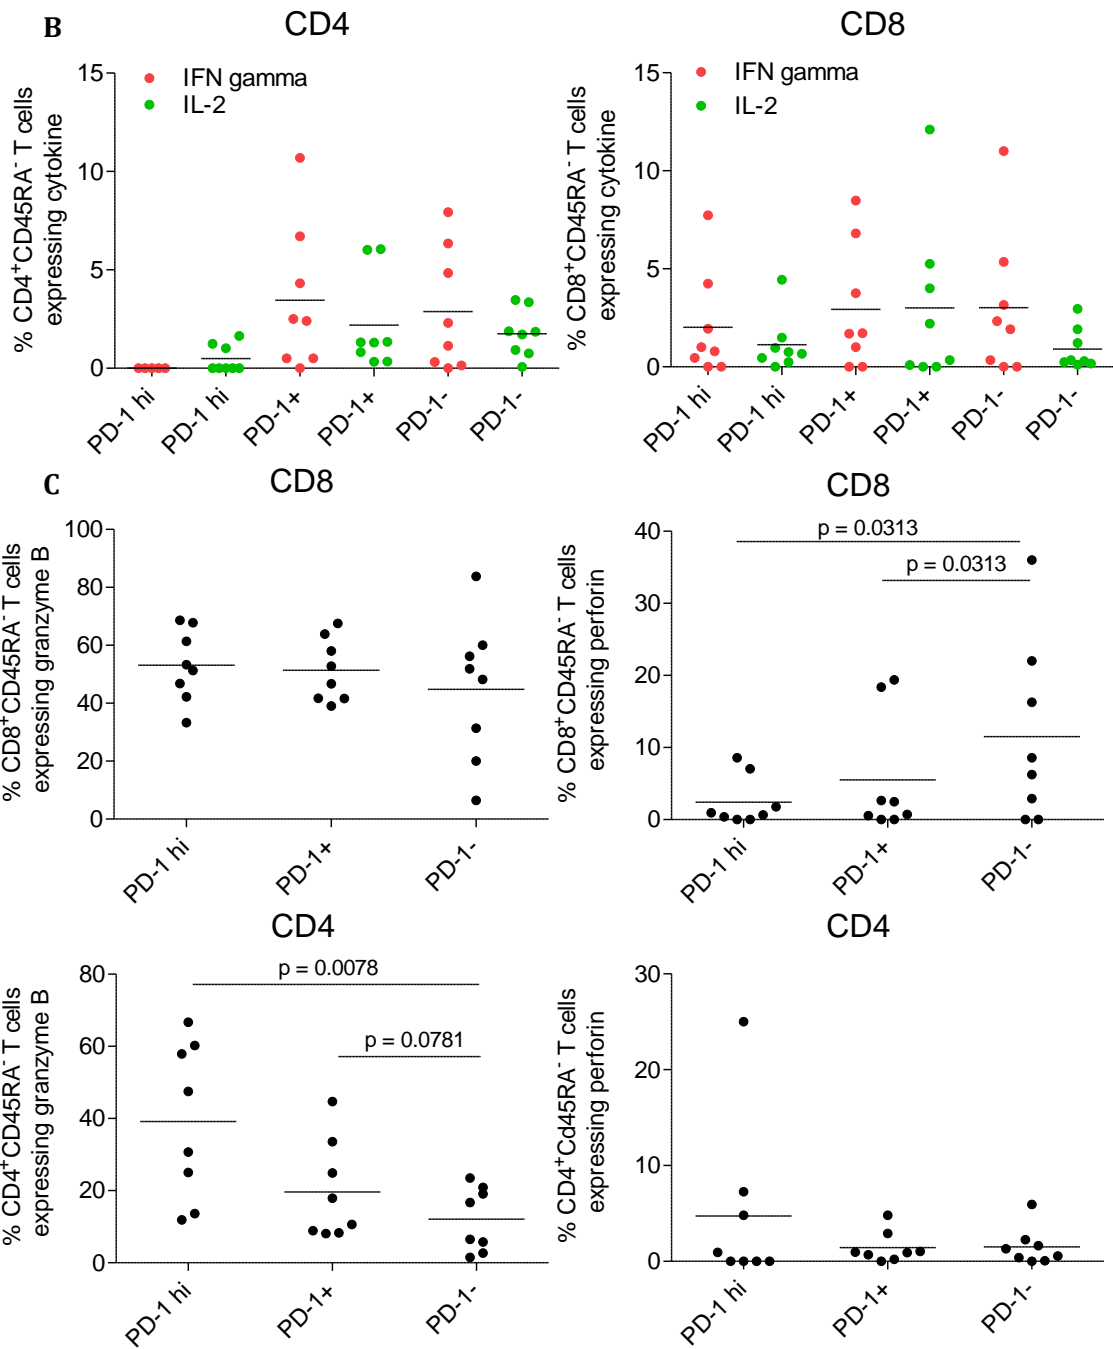 B
CD4
IFN gamma
IL-2
% CD4+CD45RA- T cells
expressing cytokine
15
10
5
0
PD-1 hi
PD-1 hi
PD-1+
PD-1+
PD-1-
PD-1-
CD8
IFN gamma
IL-2
% CD8+CD45RA- T cells
expressing cytokine
15
10
5
0
PD-1 hi
PD-1 hi
PD-1+
PD-1+
PD-1-
PD-1-
C
CD8
% CD8+CD45RA- T cells
expressing granzyme B
100
80
60
40
20
0
PD-1 hi
PD-1+
PD-1-
CD8
% CD8+CD45RA- T cells
expressing perforin
40
30
20
10
0
p = 0.0313
p = 0.0313
PD-1 hi
PD-1+
PD-1-
CD4
% CD4+CD45RA- T cells
expressing granzyme B
80
60
40
20
0
p = 0.0078
p = 0.0781
PD-1 hi
PD-1+
PD-1-
CD4
% CD4+Cd45RA- T cells
expressing perforin
30
20
10
0
PD-1 hi
PD-1+
PD-1-